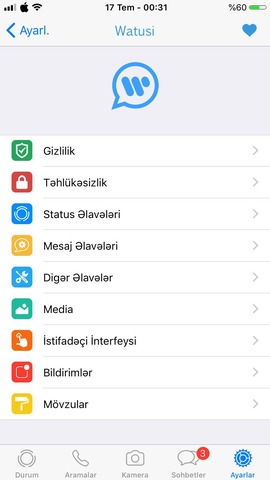 17 Tem - 00:31
%60
Ayarl.
Watusi
Gizlilik
Təhlükəsizlik
Status Əlavələri
Mesaj Əlavələri
Digər Əlavələr
Media
İstifadəçi İnterfeysi
Bildirimlər
Mövzular
3
Durum
Aramalar
Kamera
Sohbetler
Ayarlar